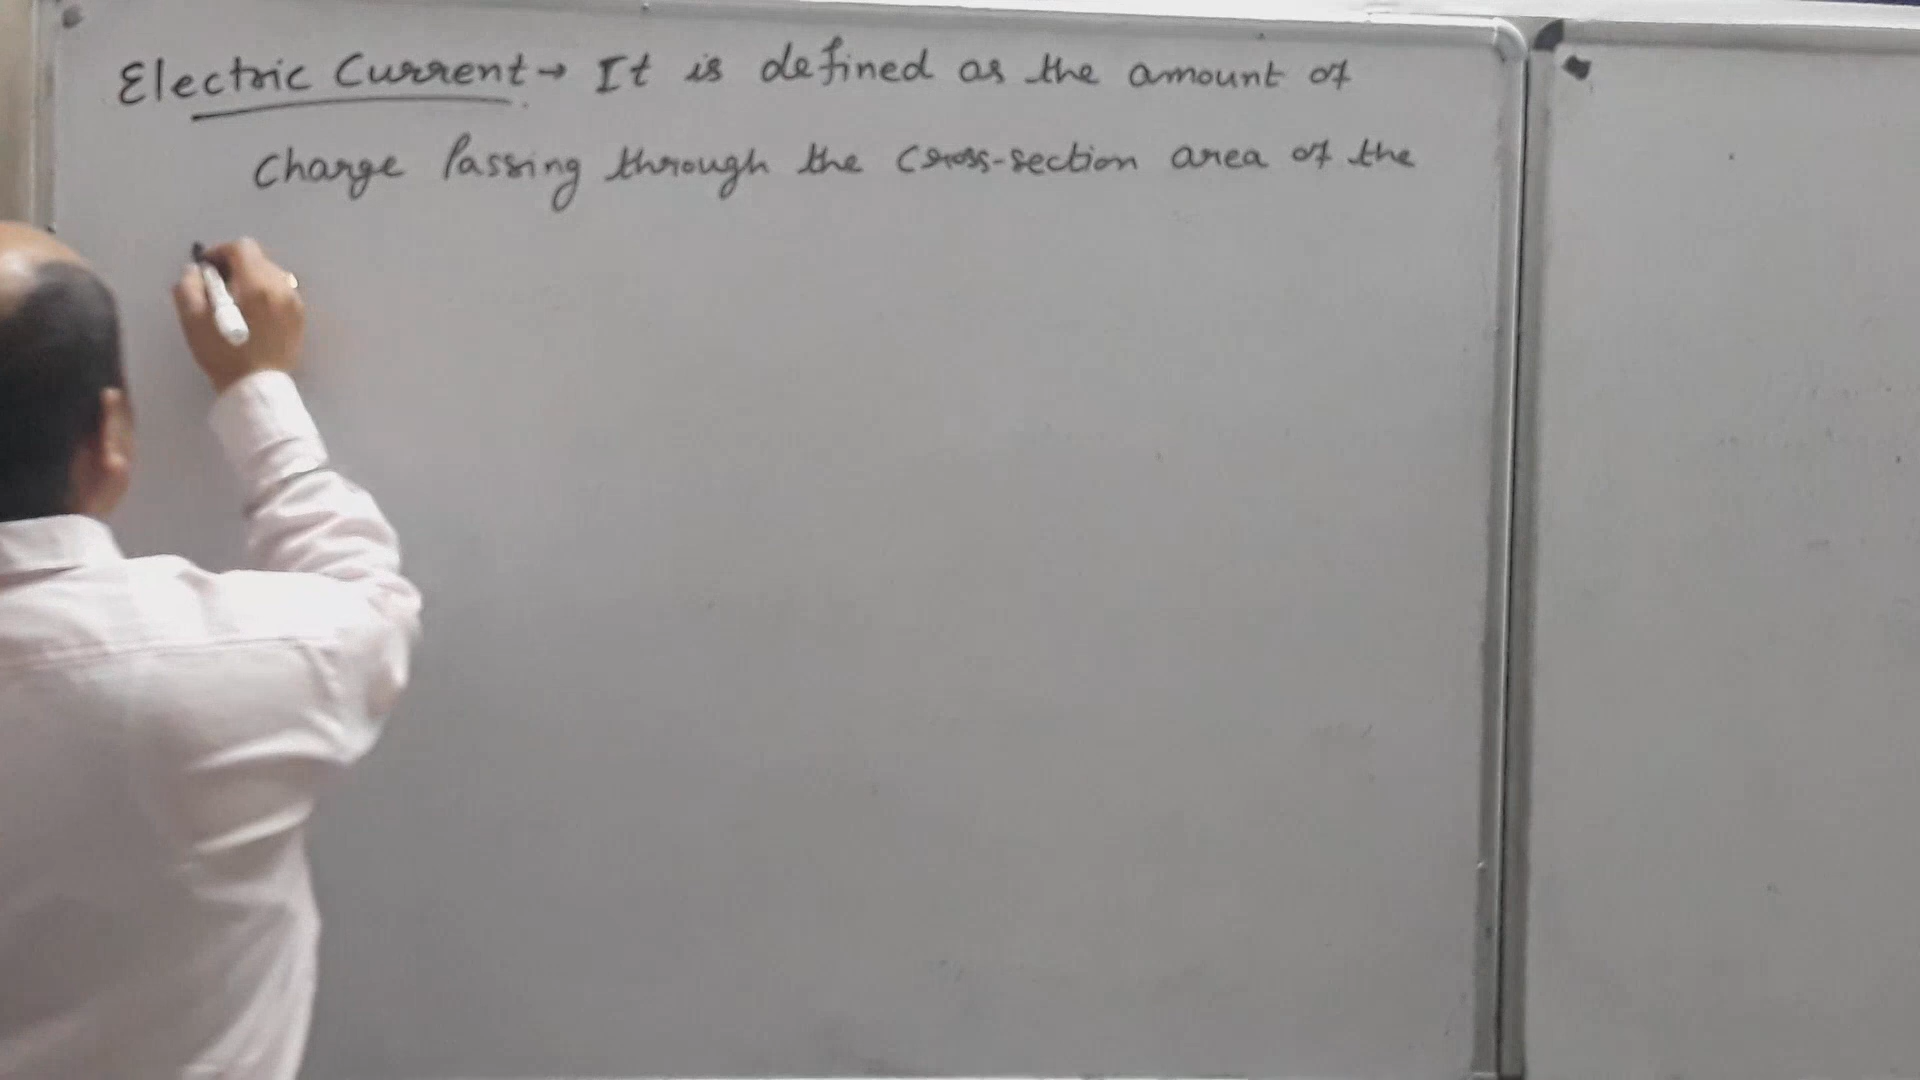 Electric Current → It is defined as the amount of
Charge Passing through the Cross-section area of the